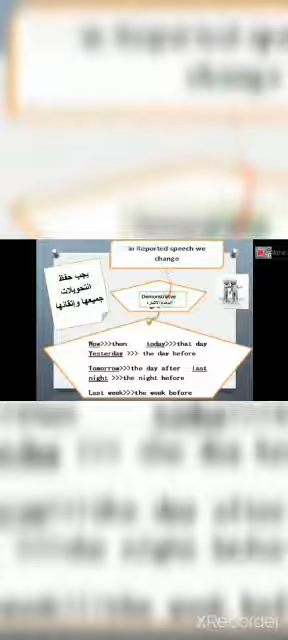 in Reported speech we
change
يجب حفظ
التحويلات
جميعها وإتقانها
Demonstrative
Now>>>then today>>>that day
Yesterday >>> the day before
Tomorrow>>>the day after last
night >>>the night before
Last week>>>the week before
XRecorder